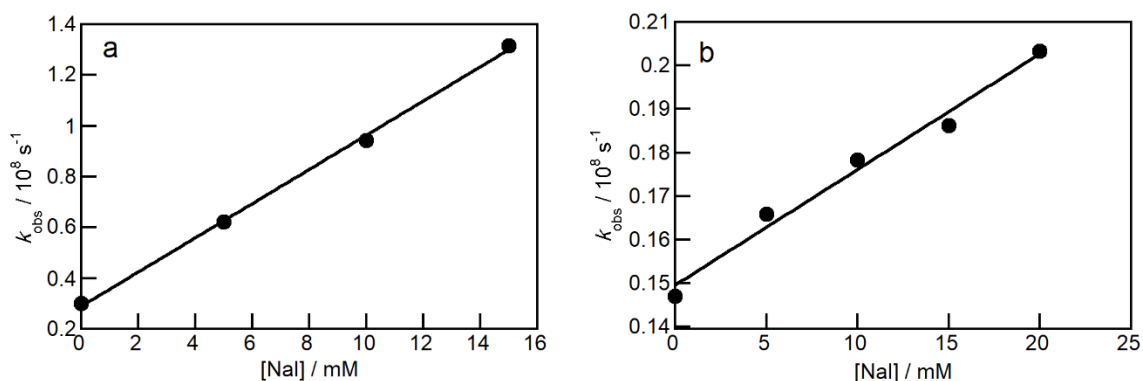 a
1.4
1.2
1
0.8
0.6
0.4
0.2
k_obs / 10^8 s^-1
0 2 4 6 8 10 12 14 16
[NaI] / mM
b
0.21
0.2
0.19
0.18
0.17
0.16
0.15
0.14
k_obs / 10^8 s^-1
0 5 10 15 20 25
[NaI] / mM